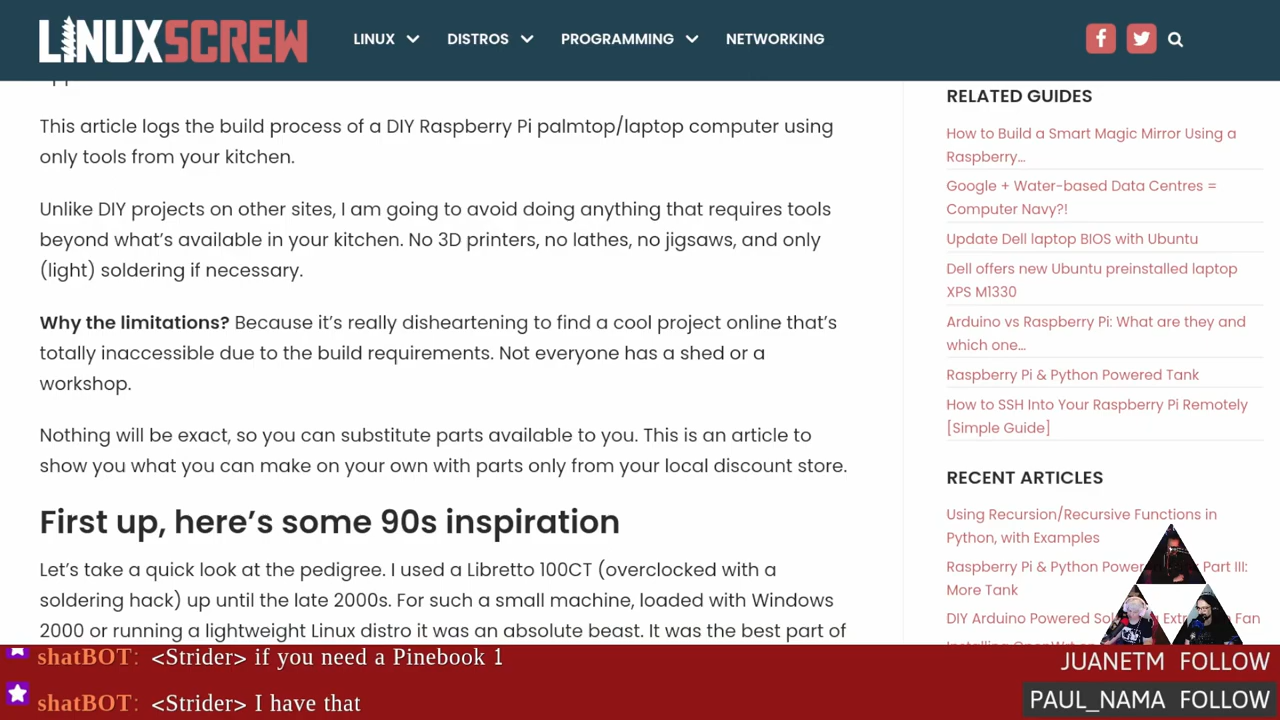 LINUXSCREW
LINUX DISTROS PROGRAMMING NETWORKING
This article logs the build process of a DIY Raspberry Pi palmtop/laptop computer using
only tools from your kitchen.
Unlike DIY projects on other sites, I am going to avoid doing anything that requires tools
beyond what's available in your kitchen. No 3D printers, no lathes, no jigsaws, and only
(light) soldering if necessary.
Why the limitations? Because it's really disheartening to find a cool project online that's
totally inaccessible due to the build requirements. Not everyone has a shed or a
workshop.
Nothing will be exact, so you can substitute parts available to you. This is an article to
show you what you can make on your own with parts only from your local discount store.
First up, here's some 90s inspiration
Let's take a quick look at the pedigree. I used a Libretto 100CT (overclocked with a
soldering hack) up until the late 2000s. For such a small machine, loaded with Windows
2000 or running a lightweight Linux distro it was an absolute beast. It was the best part of
RELATED GUIDES
How to Build a Smart Magic Mirror Using a
Raspberry…
Google + Water-based Data Centres =
Computer Navy?!
Update Dell laptop BIOS with Ubuntu
Dell offers new Ubuntu preinstalled laptop
XPS M1330
Arduino vs Raspberry Pi: What are they and
which one…
Raspberry Pi & Python Powered Tank
How to SSH Into Your Raspberry Pi Remotely
[Simple Guide]
RECENT ARTICLES
Using Recursion/Recursive Functions in
Python, with Examples
Raspberry Pi & Python Part III:
More Tank
DIY Arduino Powered Fan
shatBOT: <Strider> if you need a Pinebook 1
shatBOT: <Strider> I have that
JUANETM FOLLOW
PAUL_NAMA FOLLOW